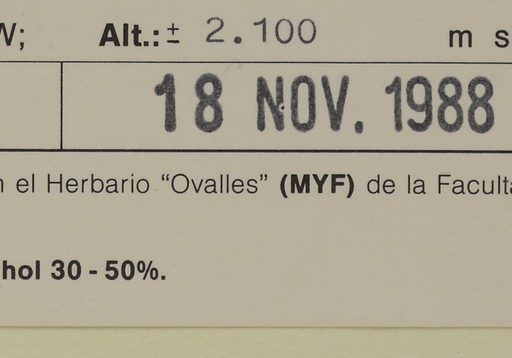 W; Alt.: ± 2.100 m s
18 NOV. 1988
n el Herbario “Ovalles” (MYF) de la Faculta
hol 30 - 50%.